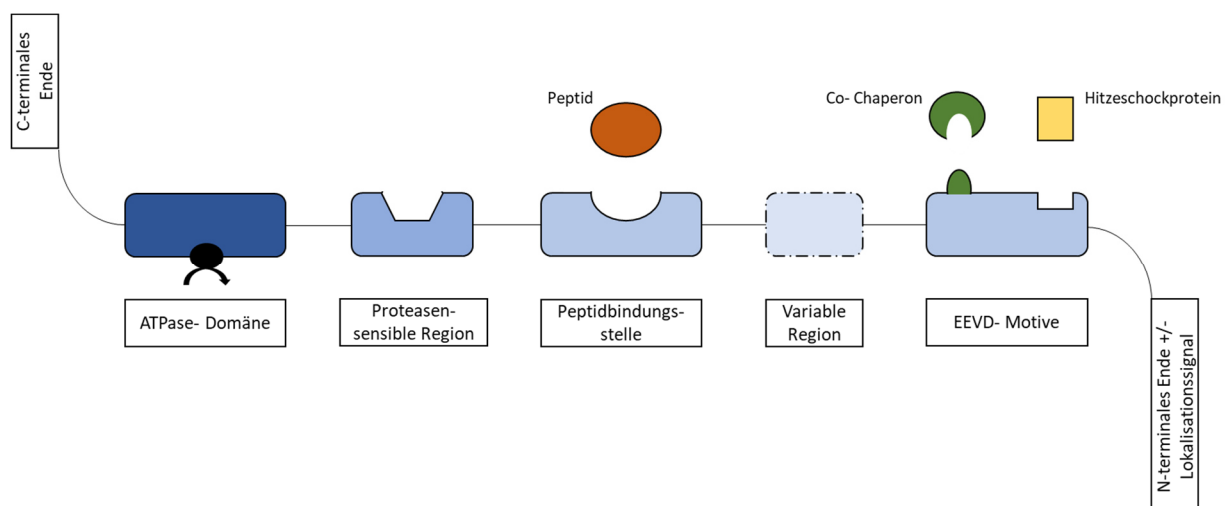 C-terminales
Ende
Peptid
Co- Chaperon
Hitzeschockprotein
ATPase- Domäne
Proteasen-
sensible Region
Peptidbindungs-
stelle
Variable
Region
EEVD- Motive
N-terminales Ende +/-
Lokalisationssignal